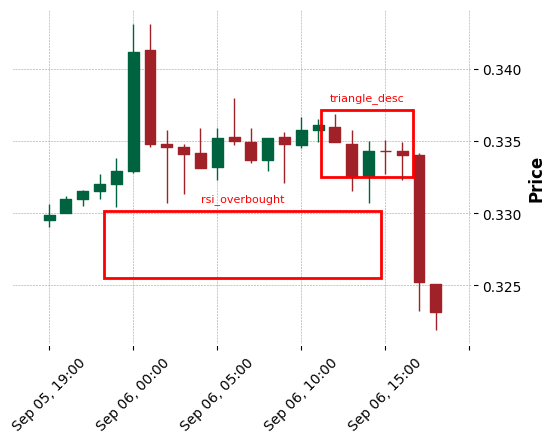 triangle_desc
rsi_overbought
0.340
0.335
0.330
0.325
Price
Sep 05, 19:00
Sep 06, 00:00
Sep 06, 05:00
Sep 06, 10:00
Sep 06, 15:00